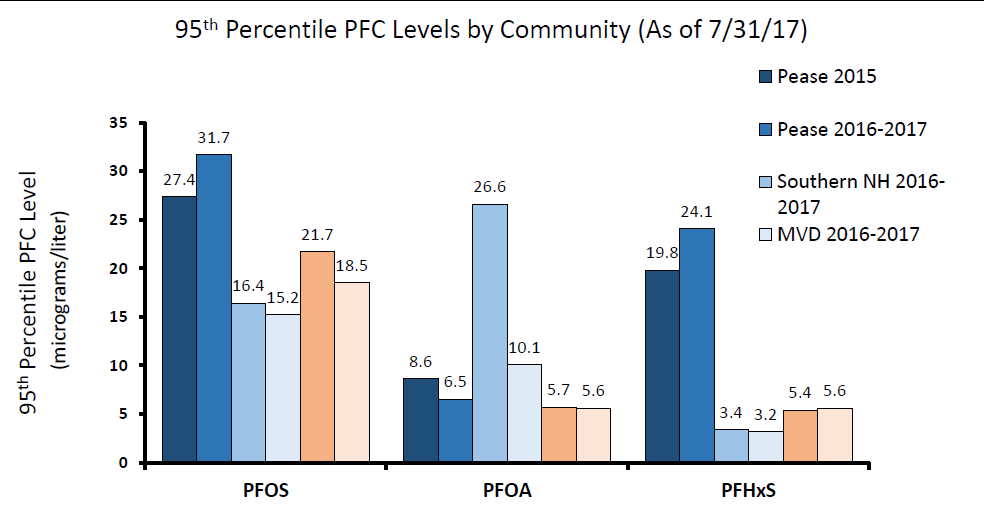 95th Percentile PFC Levels by Community (As of 7/31/17)
Pease 2015
Pease 2016-2017
Southern NH 2016-
2017
MVD 2016-2017
95th Percentile PFC Level
(micrograms/liter)
35
30
25
20
15
10
5
0
27.4
31.7
16.4
15.2
21.7
18.5
8.6
6.5
26.6
10.1
5.7
5.6
19.8
24.1
3.4
3.2
5.4
5.6
PFOS
PFOA
PFHxS